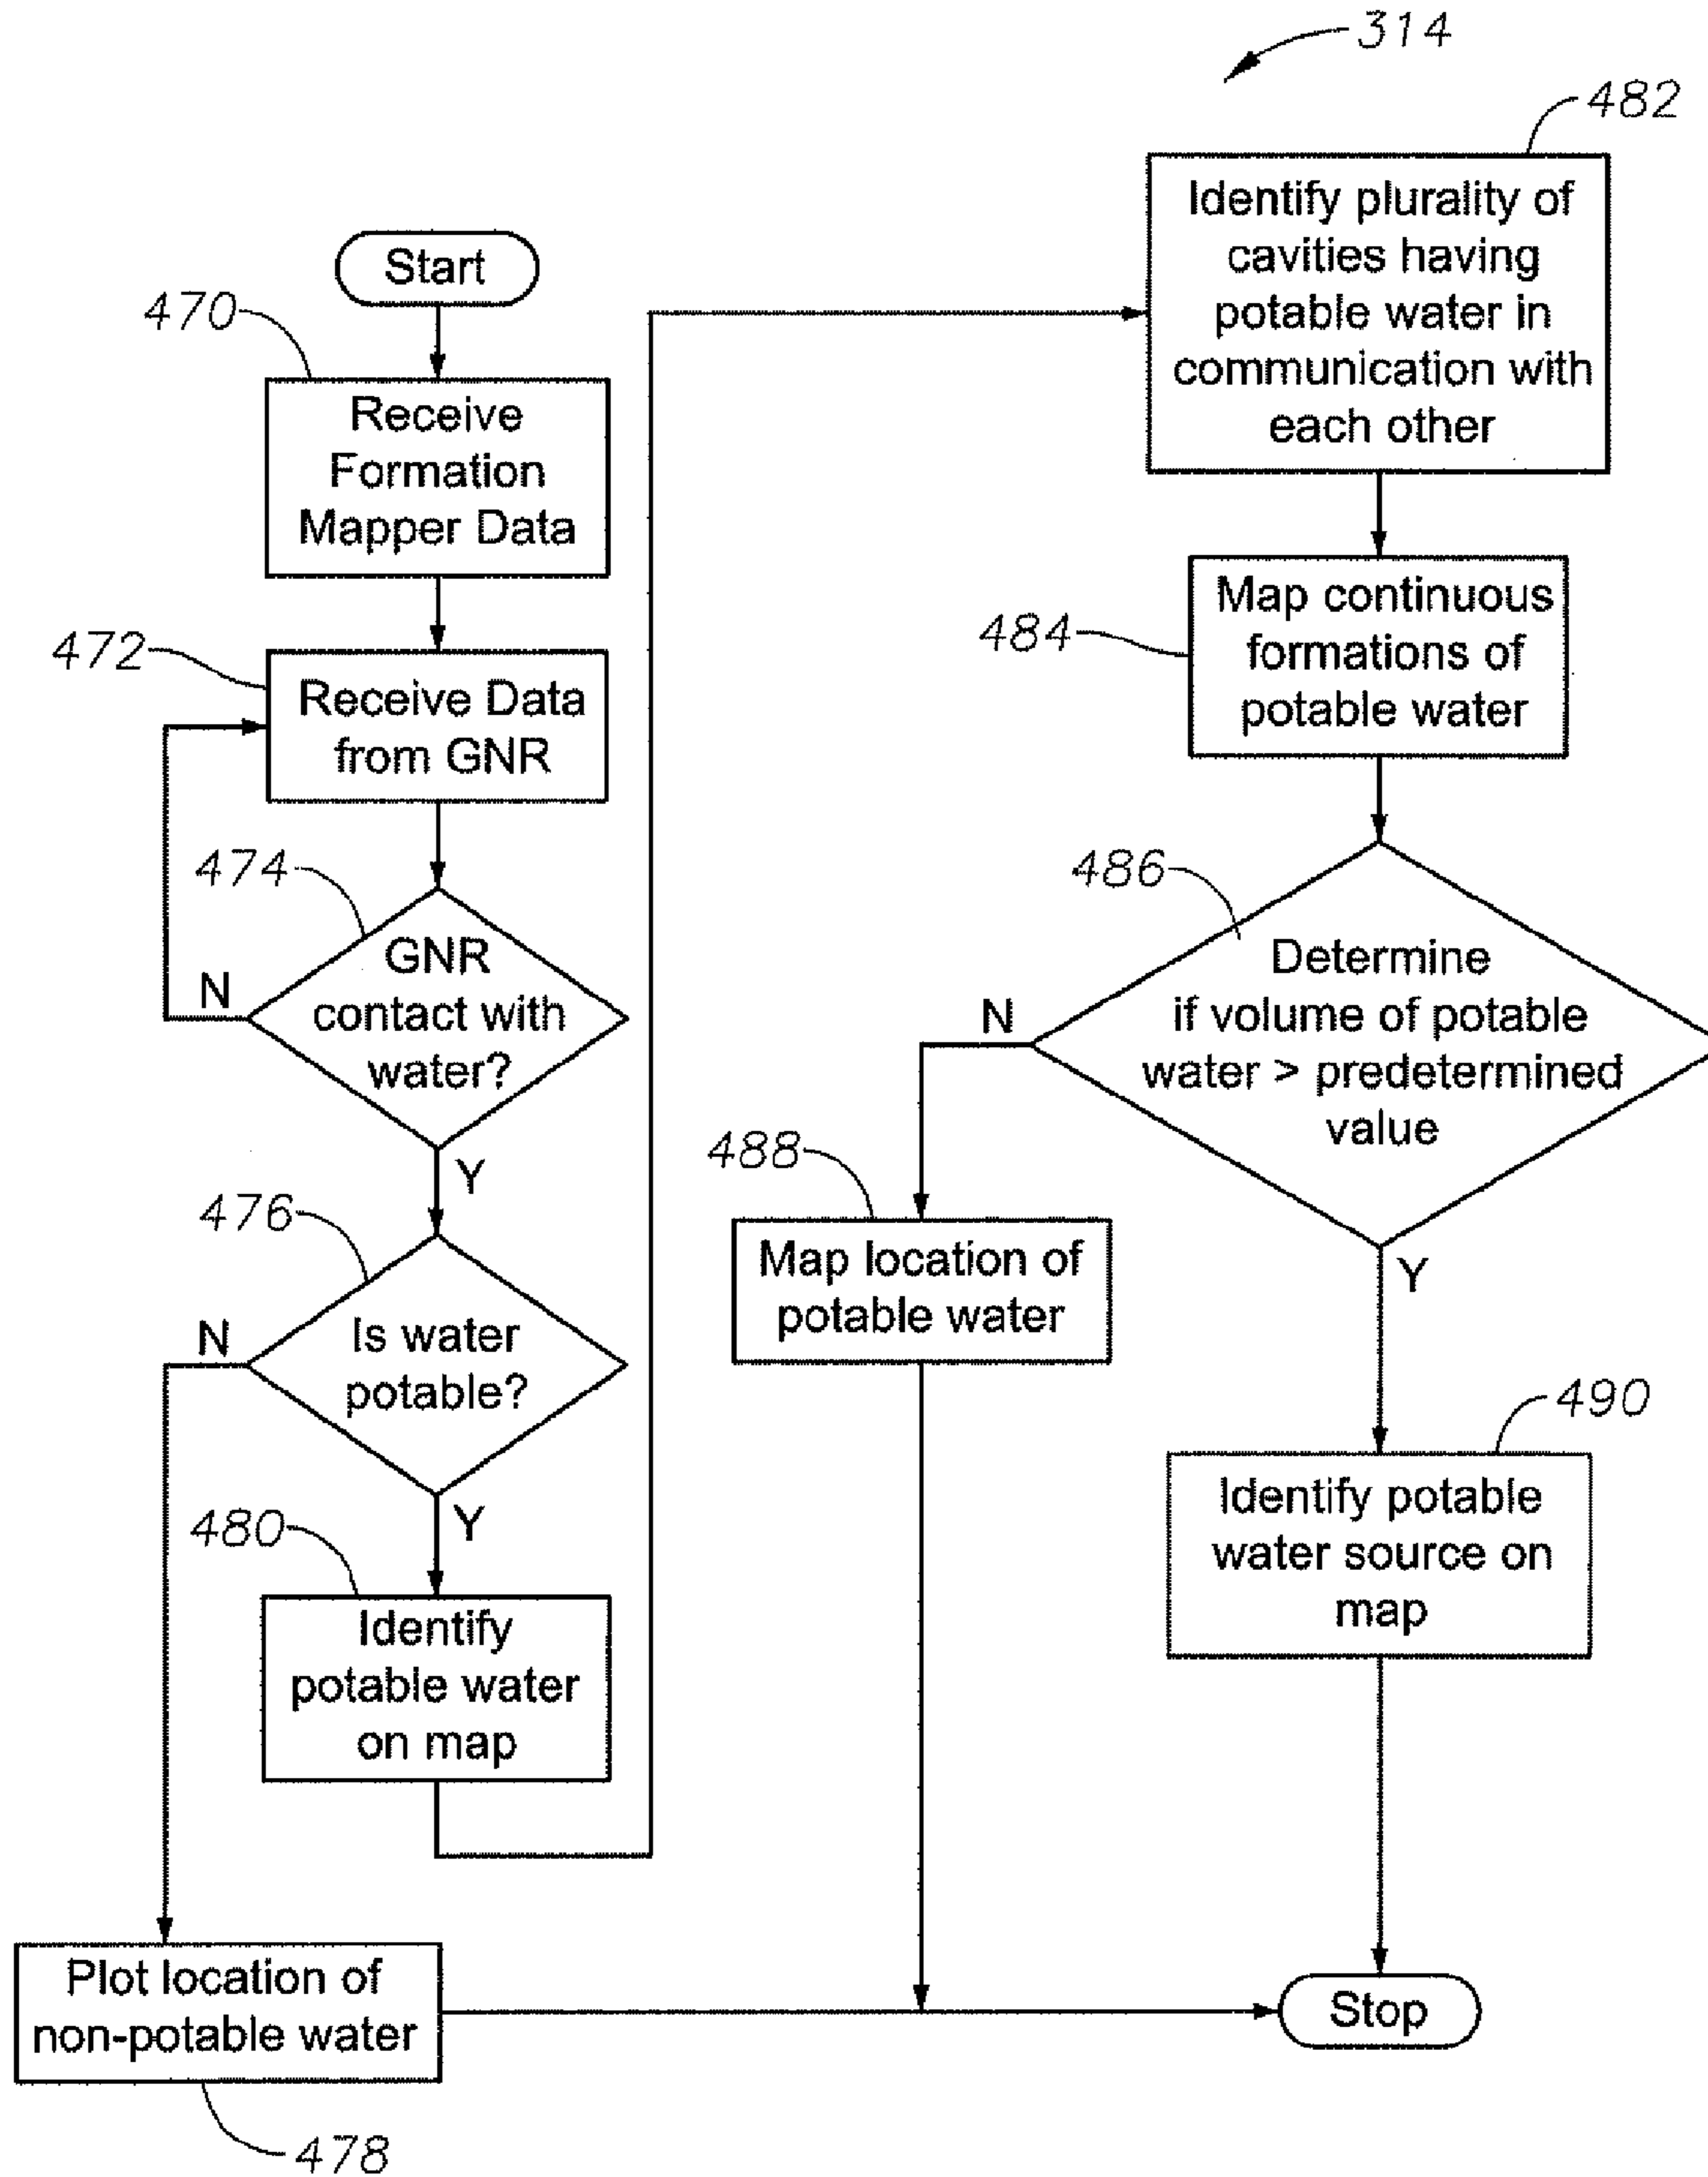 314
482
Identify plurality of
cavities having
potable water in
communication with
each other
Start
470
Receive
Formation
Mapper Data
472
Receive Data
from GNR
474
GNR
contact with
water?
N
Y
476
Is water
potable?
N
Y
480
Identify
potable water
on map
Plot location of
non-potable water
478
484
Map continuous
formations of
potable water
486
Determine
if volume of potable
water > predetermined
value
N
Y
488
Map location of
potable water
490
Identify potable
water source on
map
Stop